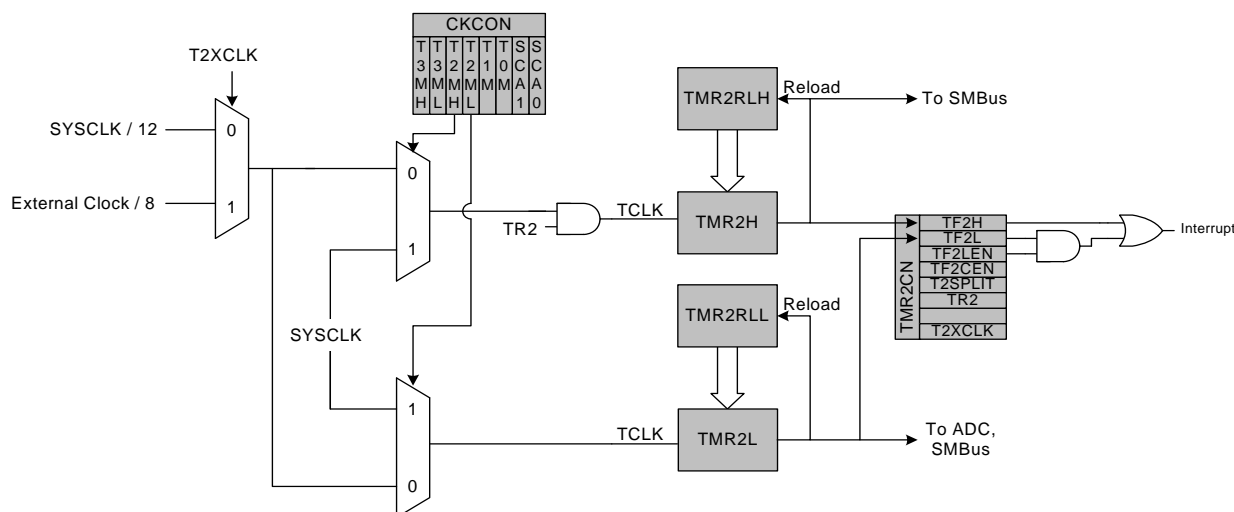 CKCON
T3MH
T3ML
T2MH
T2ML
T1M
T0M
SCA1
SCA0
T2XCLK
SYSCLK / 12
0
External Clock / 8
1
0
1
TR2
TCLK
TMR2RLH
Reload
To SMBus
TMR2H
TMR2CN
TF2H
TF2L
TF2LEN
TF2CEN
T2SPLIT
TR2
T2XCLK
Interrupt
SYSCLK
1
0
TCLK
TMR2RLL
Reload
TMR2L
To ADC,
SMBus